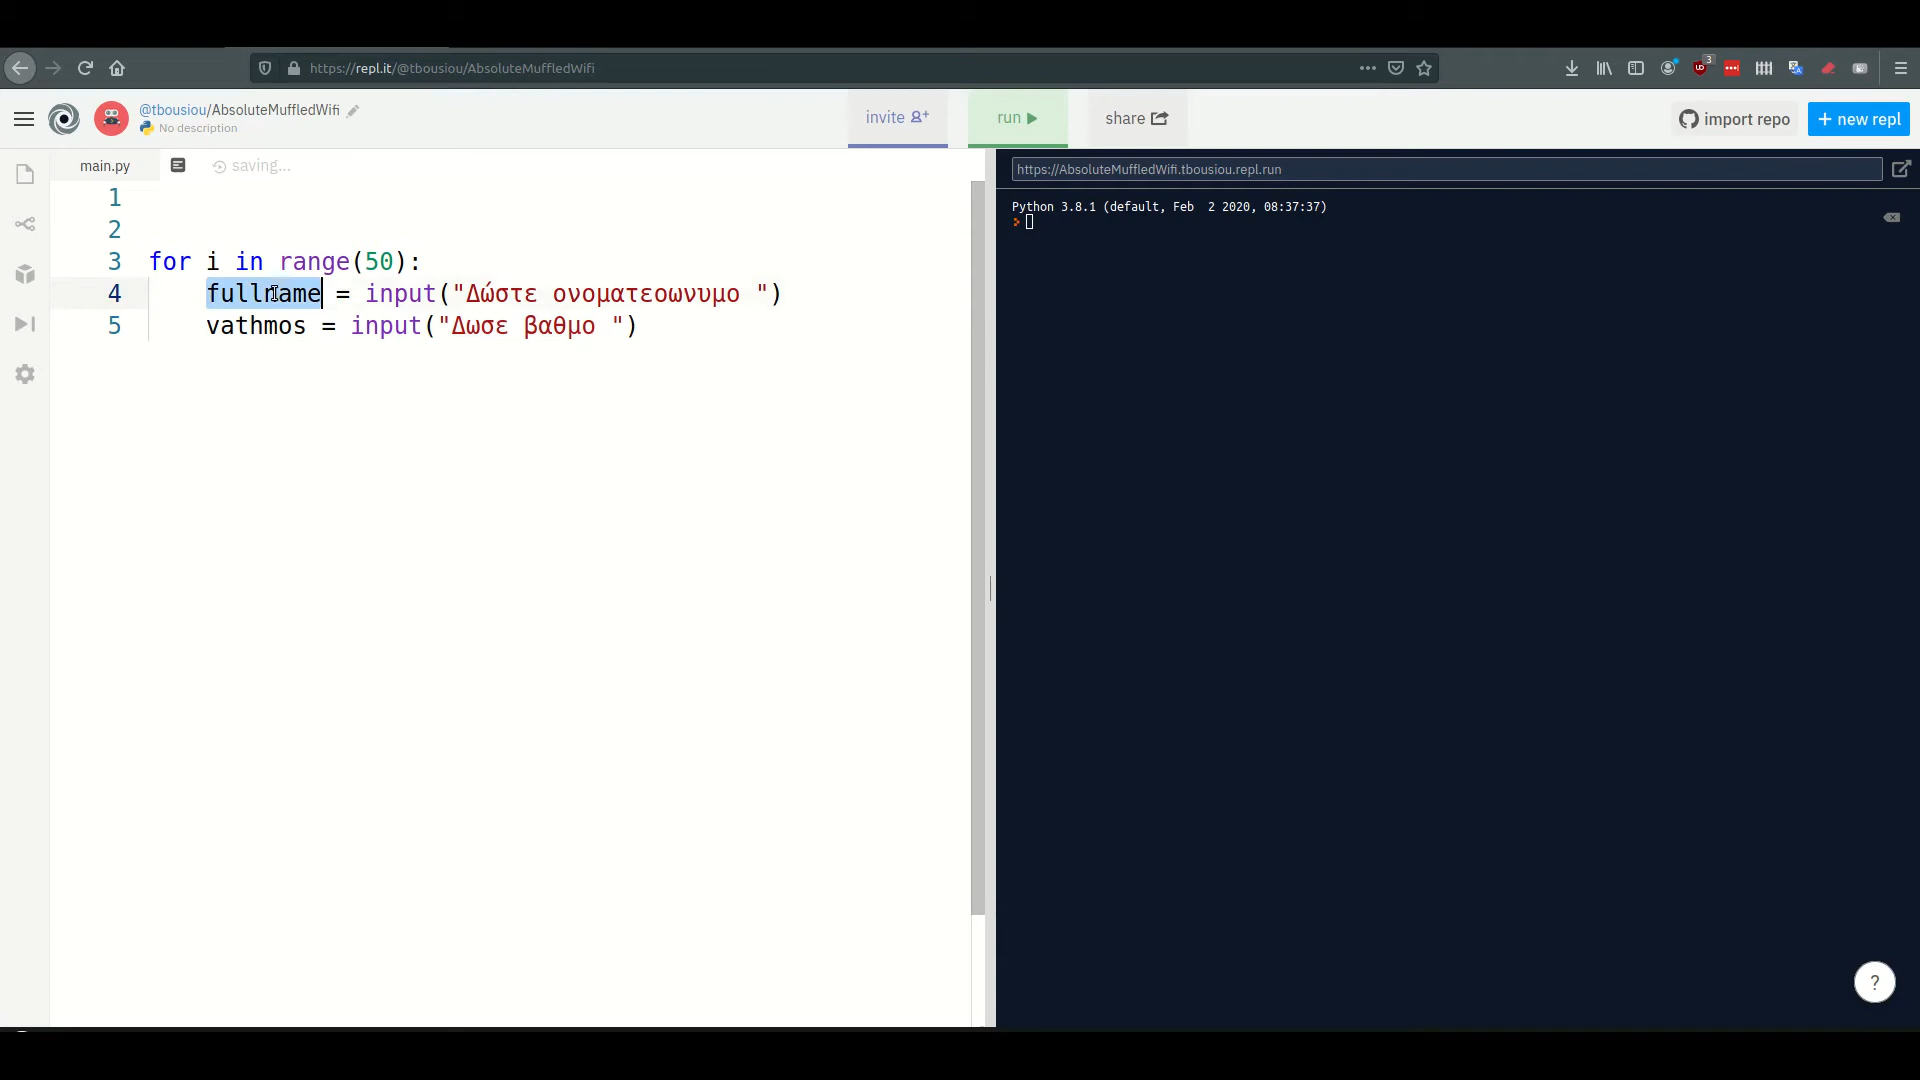 https://repl.it/@tbousiou/AbsoluteMuffledWifi
3
@tbousiou/AbsoluteMuffledWifi
No description
invite
run
share
import repo
+ new repl
main.py
saving...
https://AbsoluteMuffledWifi.tbousiou.repl.run
Python 3.8.1 (default, Feb  2 2020, 08:37:37)
1
2
3 for i in range(50):
4 fullname = input("Δώστε ονοματεοωνυμο ")
5 vathmos = input("Δωσε βαθμο ")
?